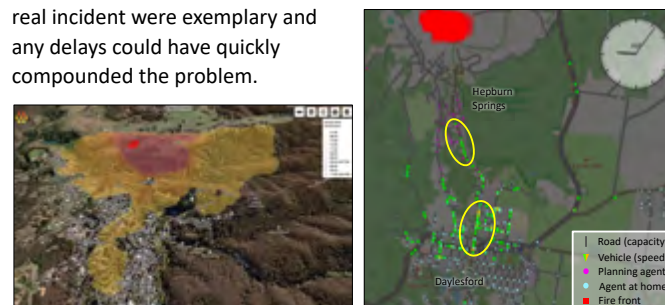 real incident were exemplary and
any delays could have quickly
compounded the problem.
Hepburn
Springs
Daylesford
Road (capacity
Vehicle (speed
Planning agent
Agent at home
Fire front